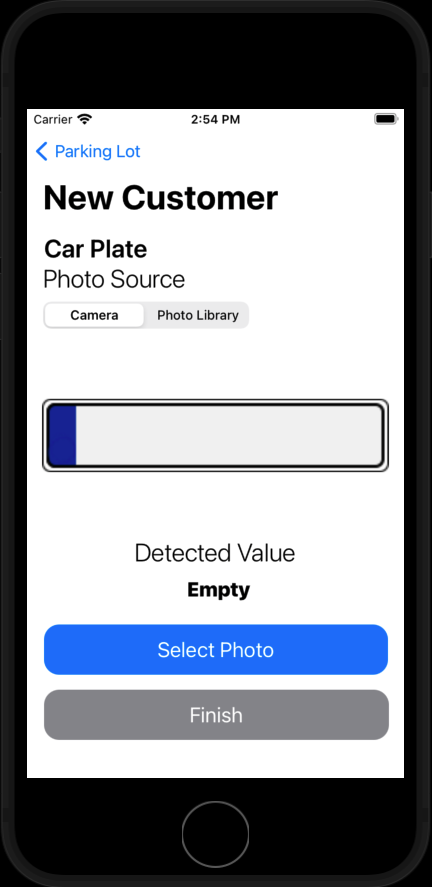 Carrier 2:54 PM
Parking Lot
New Customer
Car Plate
Photo Source
Camera Photo Library
Detected Value
Empty
Select Photo
Finish